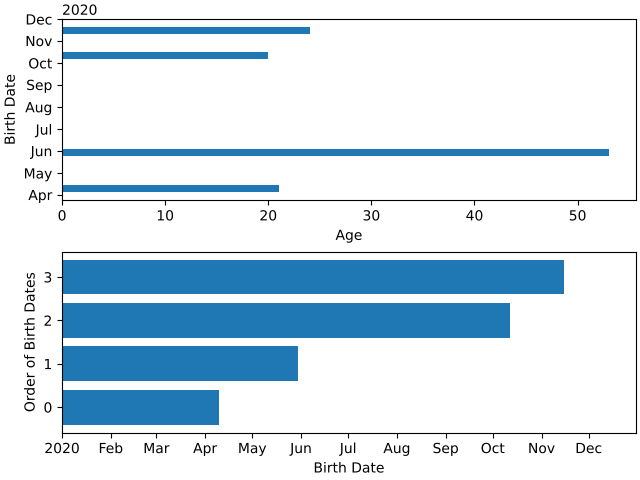 2020
Dec
Nov
Oct
Sep
Aug
Jul
Jun
May
Apr
Birth Date
0 10 20 30 40 50
Age
3
2
1
0
Order of Birth Dates
2020 Feb Mar Apr May Jun Jul Aug Sep Oct Nov Dec
Birth Date